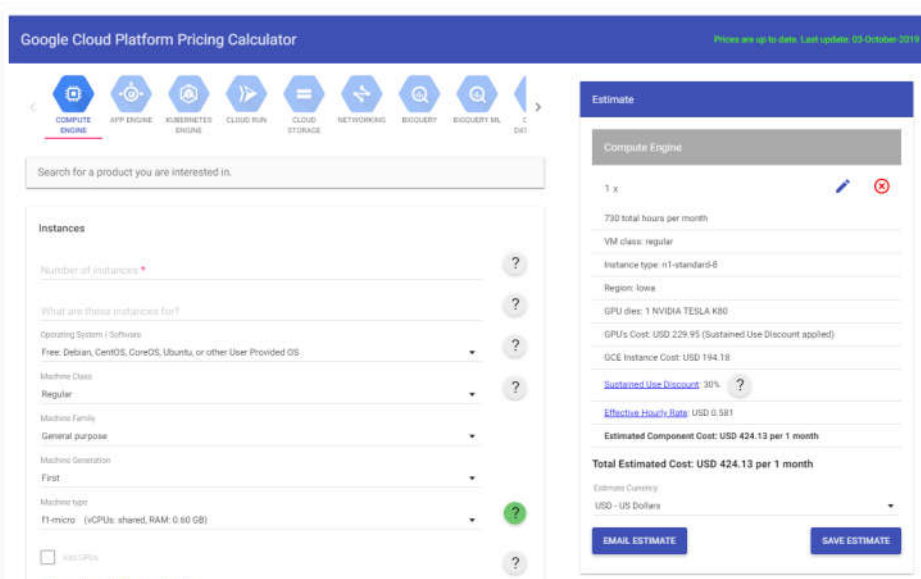 Google Cloud Platform Pricing Calculator
Prices are up to date. Last update: 03-October-2019
COMPUTE ENGINE
APP ENGINE
KUBERNETES ENGINE
CLOUD RUN
CLOUD STORAGE
NETWORKING
BIGQUERY
BIGQUERY ML
Search for a product you are interested in.
Instances
Number of instances *
?
What are these instances for?
?
Operating System / Software
Free: Debian, CentOS, CoreOS, Ubuntu, or other User Provided OS
?
Machine Class
Regular
?
Machine Family
General purpose
Machine Generation
First
Machine type
f1-micro (vCPUs: shared, RAM: 0.60 GB)
?
Add GPUs.
?
Estimate
Compute Engine
1 x
730 total hours per month
VM class: regular
Instance type: n1-standard-8
Region: Iowa
GPU dies: 1 NVIDIA TESLA K80
GPU's Cost: USD 229.95 (Sustained Use Discount applied)
GCE Instance Cost: USD 194.18
Sustained Use Discount: 30% ?
Effective Hourly Rate: USD 0.581
Estimated Component Cost: USD 424.13 per 1 month
Total Estimated Cost: USD 424.13 per 1 month
Estimate Currency
USD - US Dollars
EMAIL ESTIMATE
SAVE ESTIMATE